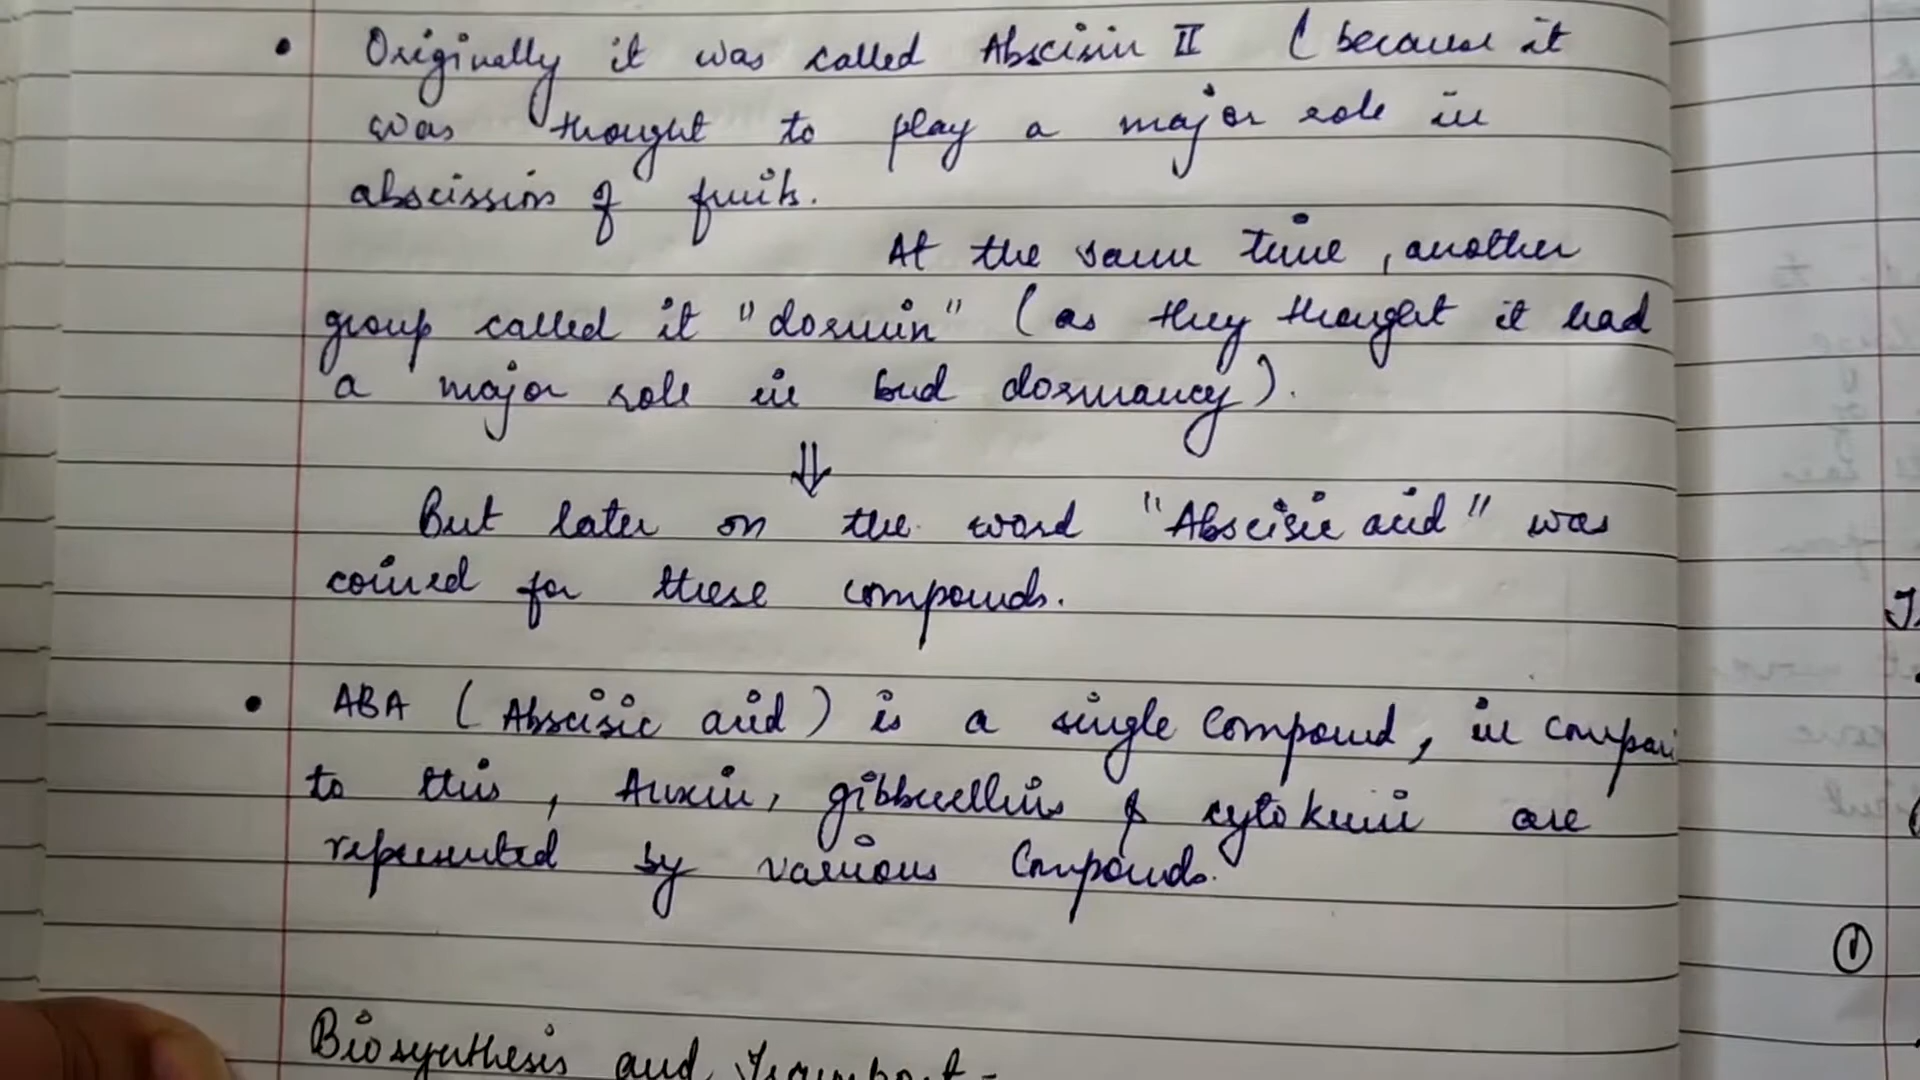 • Originally it was called Abscisin II (because it
was thought to play a major role in
abscission of fruits.
At the same time, another
group called it "dormin" (as they thought it had
a major role in bud dormancy).
⇓
But later on the word "Abscisic acid" was
coined for these compounds.
• ABA (Abscisic acid) is a single compound, in compari
to this, Auxin, gibberellins & cytokinin are
represented by various compounds.
①
Biosynthesis and Transport -